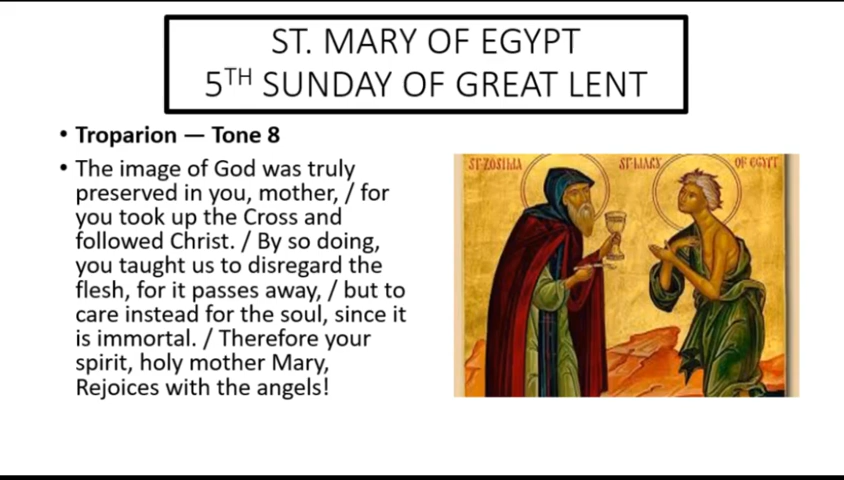 ST. MARY OF EGYPT
5TH SUNDAY OF GREAT LENT
• Troparion — Tone 8
• The image of God was truly
preserved in you, mother, / for
you took up the Cross and
followed Christ. / By so doing,
you taught us to disregard the
flesh, for it passes away, / but to
care instead for the soul, since it
is immortal. / Therefore your
spirit, holy mother Mary,
Rejoices with the angels!
ST·ZOSIMA ST·MARY OF EGYPT